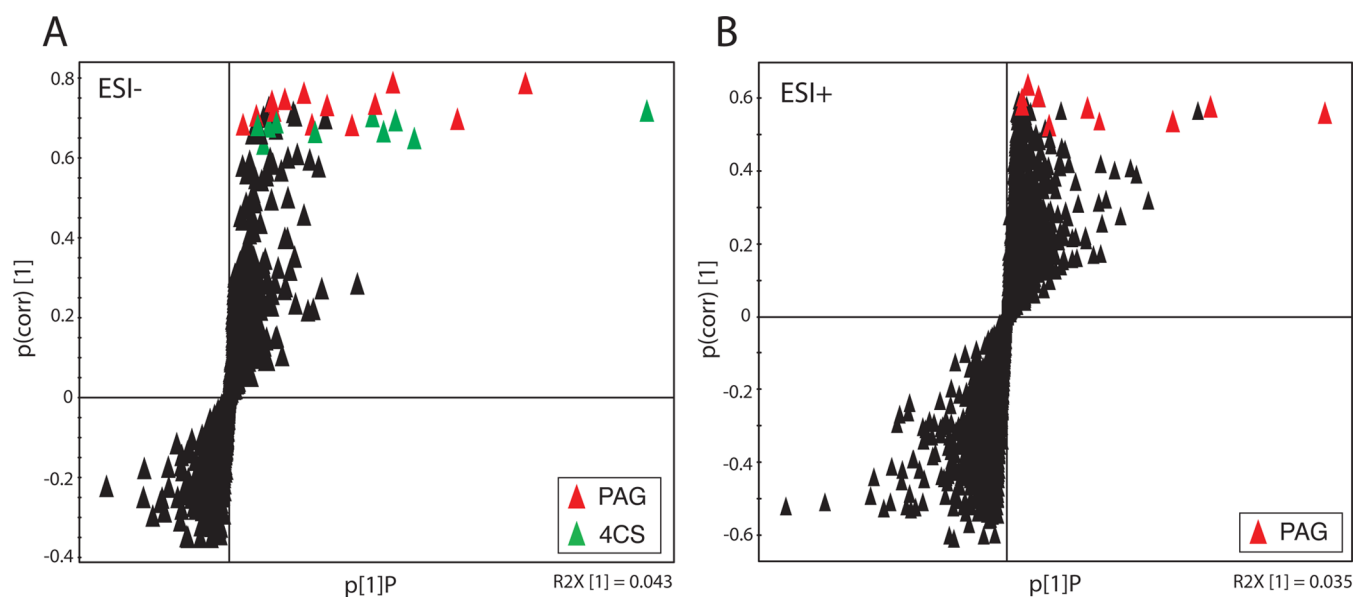 A
ESI-
p(corr) [1]
0.8
0.6
0.4
0.2
0
-0.2
-0.4
PAG
4CS
p[1]P
R2X [1] = 0.043
B
ESI+
p(corr) [1]
0.6
0.4
0.2
0
-0.2
-0.4
-0.6
PAG
p[1]P
R2X [1] = 0.035